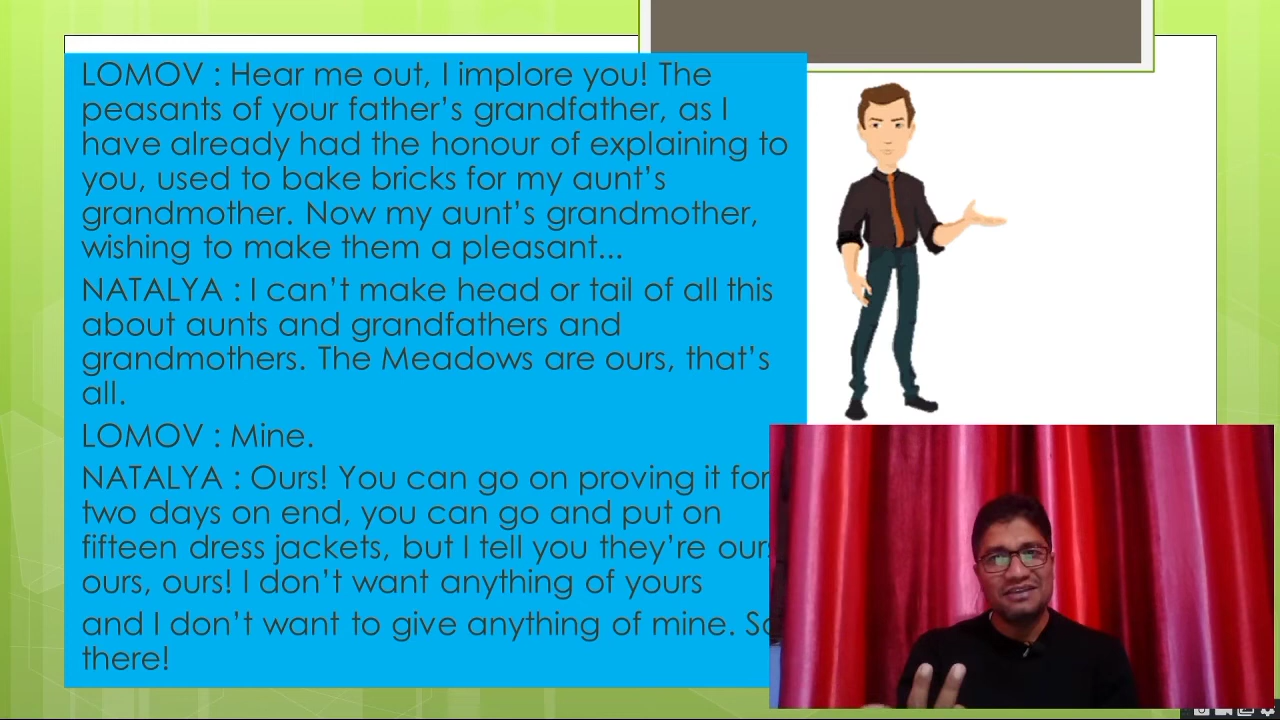 LOMOV : Hear me out, I implore you! The
peasants of your father’s grandfather, as I
have already had the honour of explaining to
you, used to bake bricks for my aunt’s
grandmother. Now my aunt’s grandmother,
wishing to make them a pleasant...
NATALYA : I can’t make head or tail of all this
about aunts and grandfathers and
grandmothers. The Meadows are ours, that’s
all.
LOMOV : Mine.
NATALYA : Ours! You can go on proving it for
two days on end, you can go and put on
fifteen dress jackets, but I tell you they’re ours
ours, ours! I don’t want anything of yours
and I don’t want to give anything of mine. So
there!